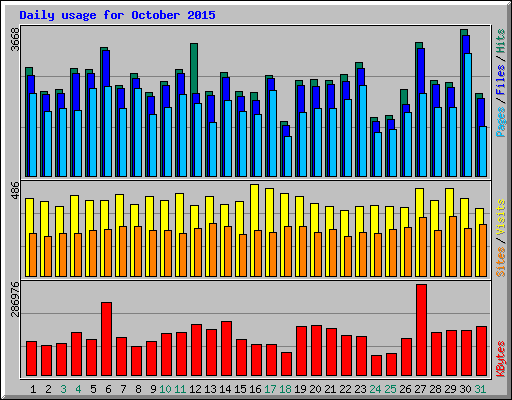 Daily usage for October 2015
3668
Pages / Files / Hits
486
Sites / Visits
286976
KBytes
1 2 3 4 5 6 7 8 9 10 11 12 13 14 15 16 17 18 19 20 21 22 23 24 25 26 27 28 29 30 31